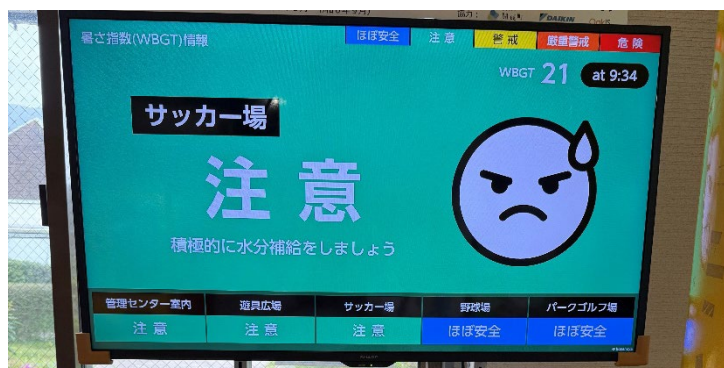 暑さ指数(WBGT)情報
ほぼ安全 注意 警戒 厳重警戒 危険
WBGT 21 at 9:34
サッカー場
注意
積極的に水分補給をしましょう
管理センター案内 遊具広場 サッカー場 野球場 パークゴルフ場
注意 注意 注意 ほぼ安全 ほぼ安全
協力:
DAIKIN